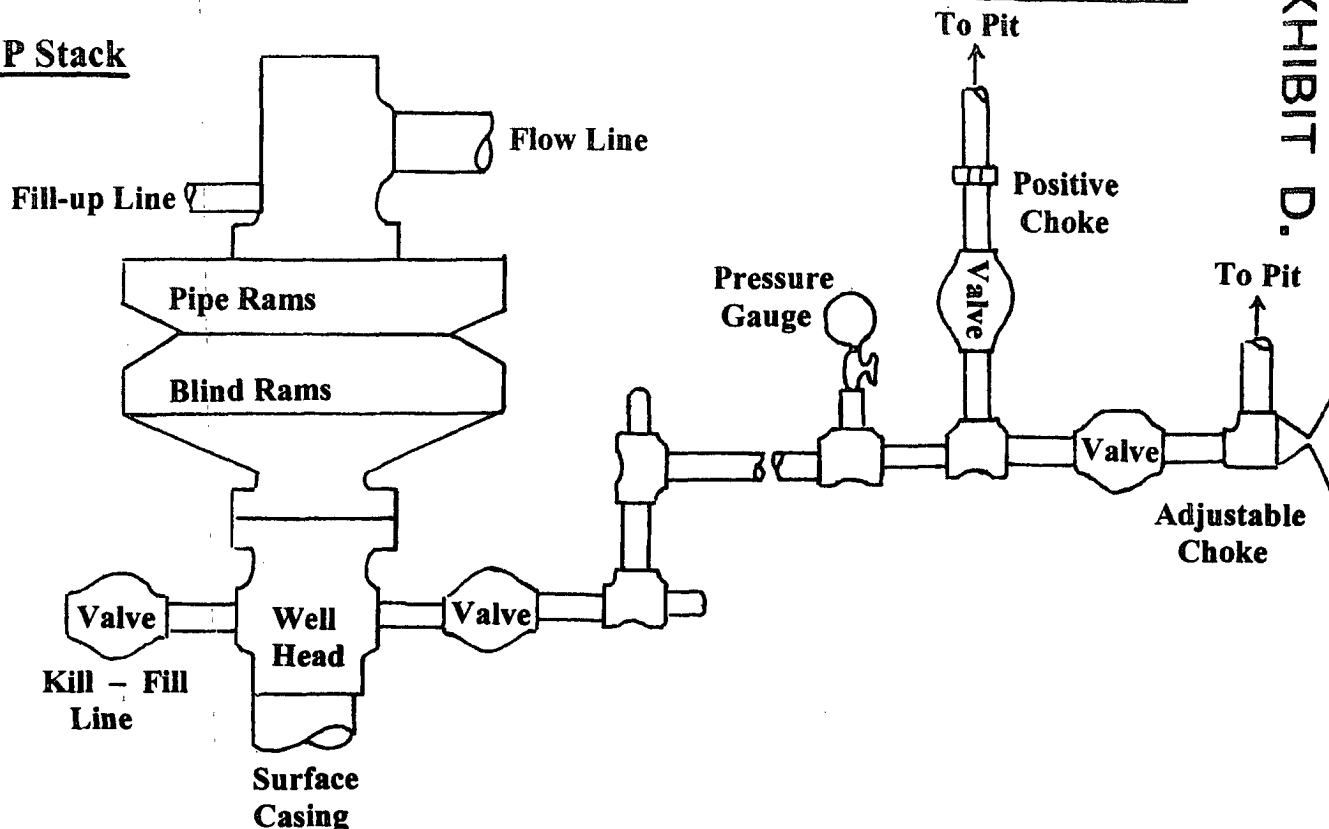 P Stack
To Pit
KHIBIT D.
Flow Line
Fill-up Line
Positive
Choke
Pipe Rams
Pressure
Gauge
Valve
To Pit
Blind Rams
Valve
Adjustable
Choke
Valve
Well
Head
Valve
Kill – Fill
Line
Surface
Casing